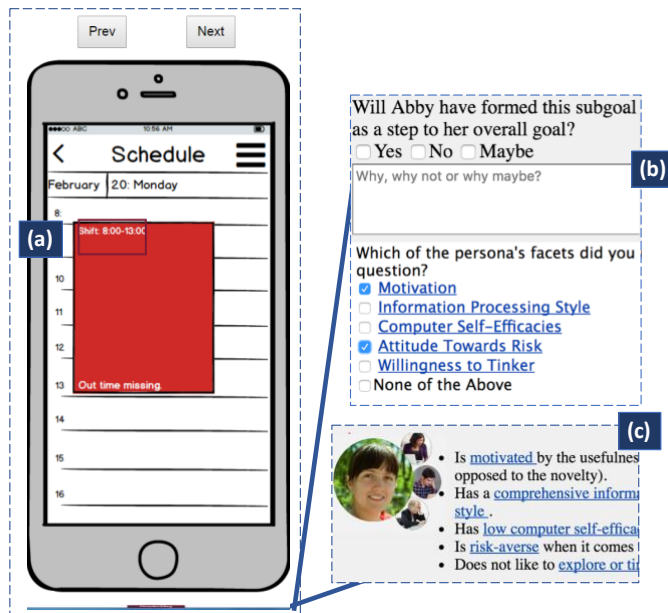 Prev Next
ABC 10:56 AM
Schedule
February 20: Monday
8:
Shift: 8:00-13:00
(a)
10
11
12
13 Out time missing.
14
15
16
Will Abby have formed this subgoal
as a step to her overall goal?
Yes No Maybe
(b)
Why, why not or why maybe?
Which of the persona's facets did you
question?
Motivation
Information Processing Style
Computer Self-Efficacies
Attitude Towards Risk
Willingness to Tinker
None of the Above
(c)
Is motivated by the usefulnes
opposed to the novelty).
Has a comprehensive informa
style .
Has low computer self-effica
Is risk-averse when it comes
Does not like to explore or ti